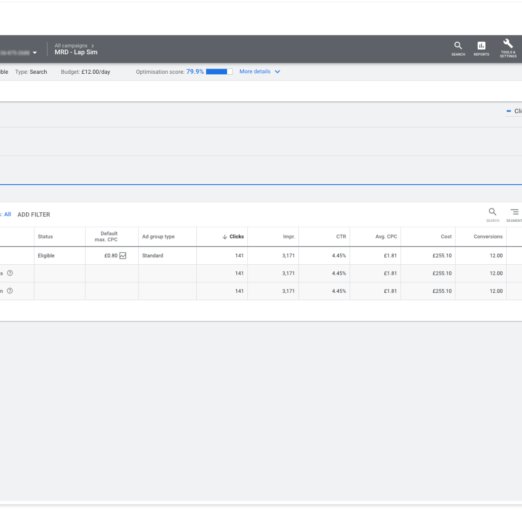 All campaigns >
MRD - Lap Sim
SEARCH
REPORTS
TOOLS &
SETTINGS
ible Type: Search Budget: £12.00/day Optimisation score: 79.9% More details
Cli
: All ADD FILTER
SEARCH
SEGMENT
Status Default max. CPC Ad group type ↓ Clicks Impr. CTR Avg. CPC Cost Conversions
Eligible £0.80 Standard 141 3,171 4.45% £1.81 £255.10 12.00
s 141 3,171 4.45% £1.81 £255.10 12.00
n 141 3,171 4.45% £1.81 £255.10 12.00